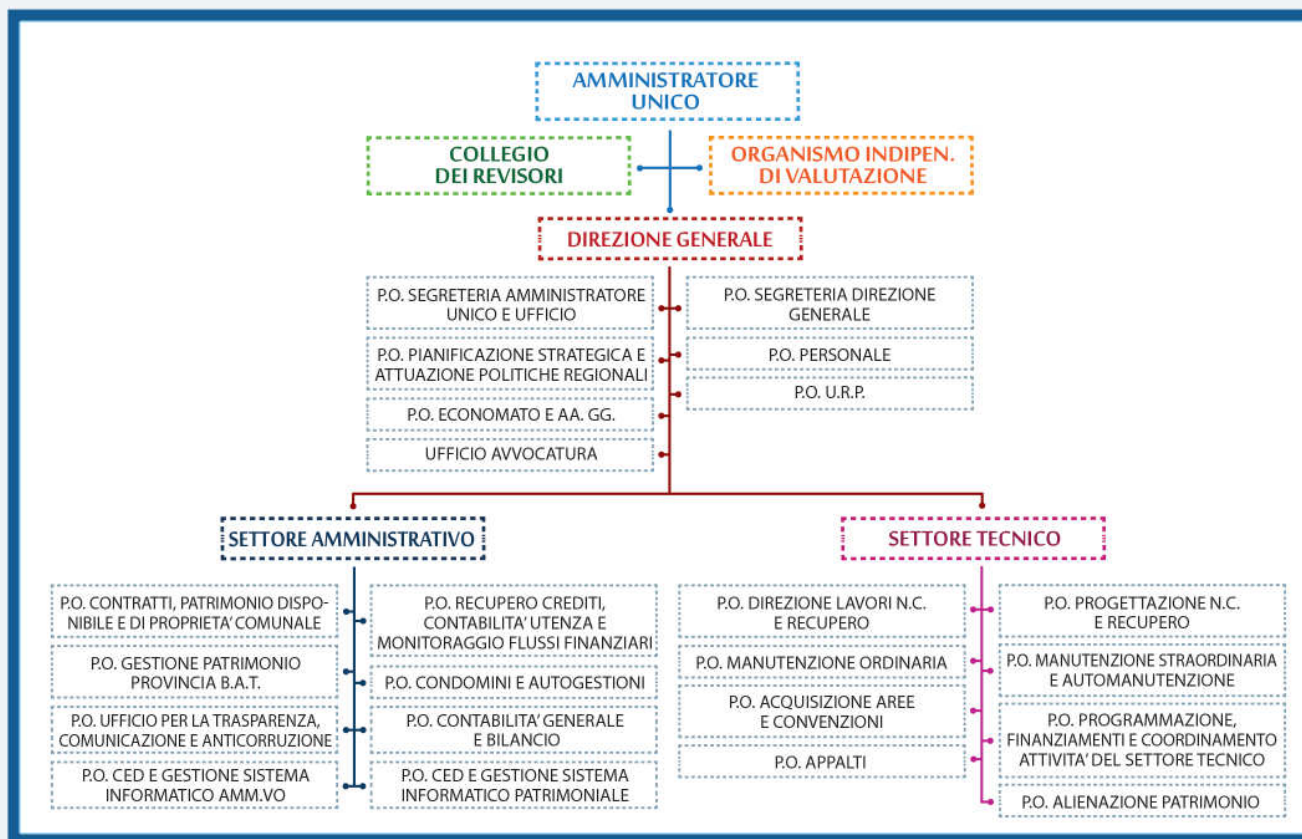 AMMINISTRATORE
UNICO
COLLEGIO
DEI REVISORI
ORGANISMO INDIPEN.
DI VALUTAZIONE
DIREZIONE GENERALE
P.O. SEGRETERIA AMMINISTRATORE
UNICO E UFFICIO
P.O. SEGRETERIA DIREZIONE
GENERALE
P.O. PIANIFICAZIONE STRATEGICA E
ATTUAZIONE POLITICHE REGIONALI
P.O. PERSONALE
P.O. U.R.P.
P.O. ECONOMATO E AA. GG.
UFFICIO AVVOCATURA
SETTORE AMMINISTRATIVO
P.O. CONTRATTI, PATRIMONIO DISPO-
NIBILE E DI PROPRIETA' COMUNALE
P.O. RECUPERO CREDITI,
CONTABILITA' UTENZA E
MONITORAGGIO FLUSSI FINANZIARI
P.O. GESTIONE PATRIMONIO
PROVINCIA B.A.T.
P.O. CONDOMINI E AUTOGESTIONI
P.O. UFFICIO PER LA TRASPARENZA,
COMUNICAZIONE E ANTICORRUZIONE
P.O. CONTABILITA' GENERALE
E BILANCIO
P.O. CED E GESTIONE SISTEMA
INFORMATICO AMM.VO
P.O. CED E GESTIONE SISTEMA
INFORMATICO PATRIMONIALE
SETTORE TECNICO
P.O. DIREZIONE LAVORI N.C.
E RECUPERO
P.O. PROGETTAZIONE N.C.
E RECUPERO
P.O. MANUTENZIONE ORDINARIA
P.O. MANUTENZIONE STRAORDINARIA
E AUTOMANUTENZIONE
P.O. ACQUISIZIONE AREE
E CONVENZIONI
P.O. PROGRAMMAZIONE,
FINANZIAMENTI E COORDINAMENTO
ATTIVITA' DEL SETTORE TECNICO
P.O. APPALTI
P.O. ALIENAZIONE PATRIMONIO